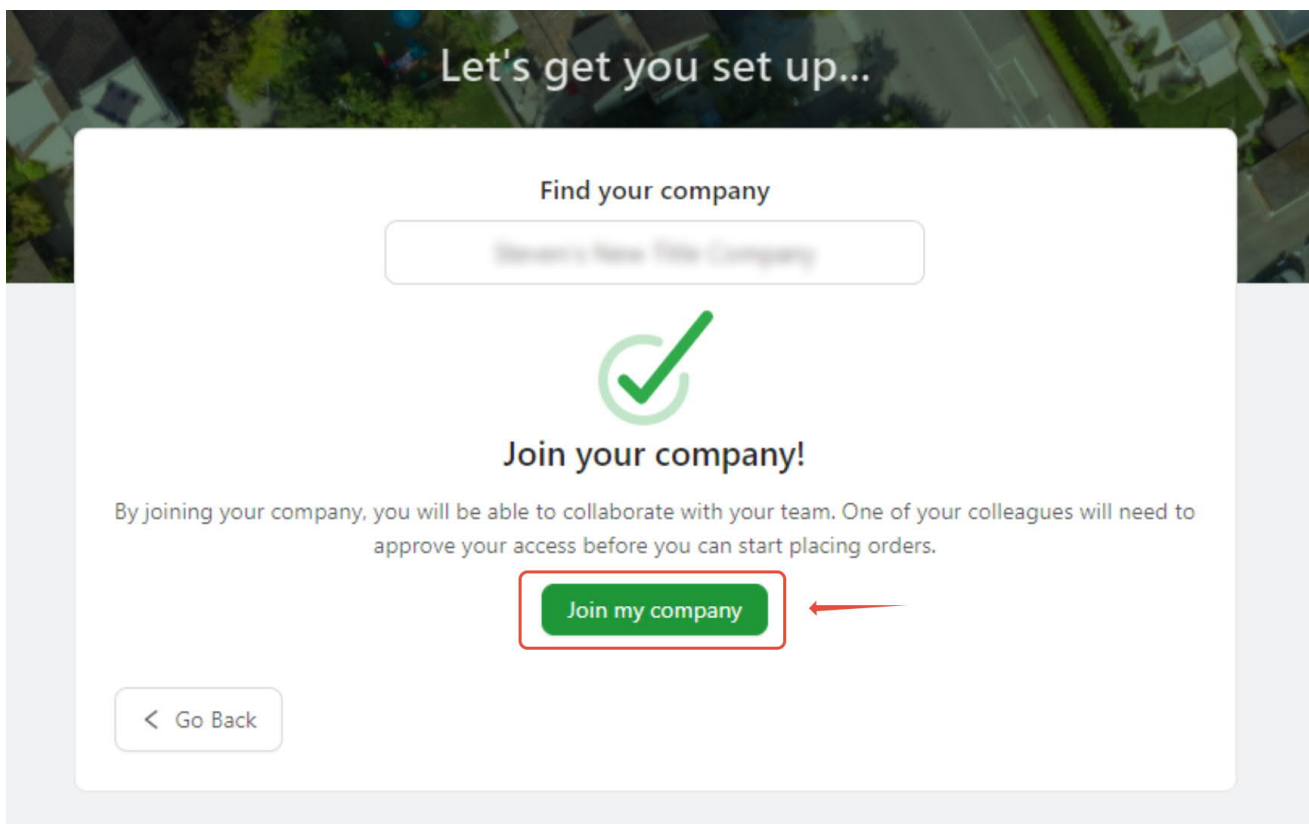 Let's get you set up...
Find your company
Join your company!
By joining your company, you will be able to collaborate with your team. One of your colleagues will need to
approve your access before you can start placing orders.
Join my company
Go Back